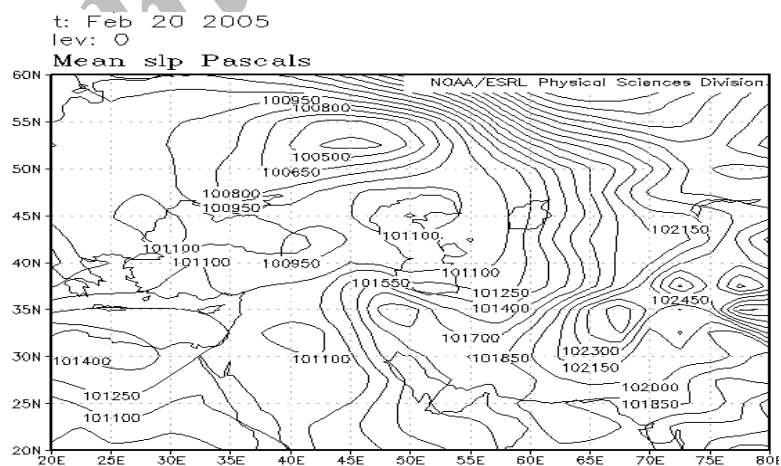 t: Feb 20 2005
lev: 0
Mean slp Pascals
NOAA/ESRL Physical Sciences Division
60N
100950
100800
55N
100500
50N
100650
100800
100950
45N
102150
101100
101100
101100
100950
40N
101100
101550
101250
102450
35N
101400
101700
102300
30N
101400
101100
101850
102150
102000
101250
101850
25N
101100
20N
20E 25E 30E 35E 40E 45E 50E 55E 60E 65E 70E 75E 80E